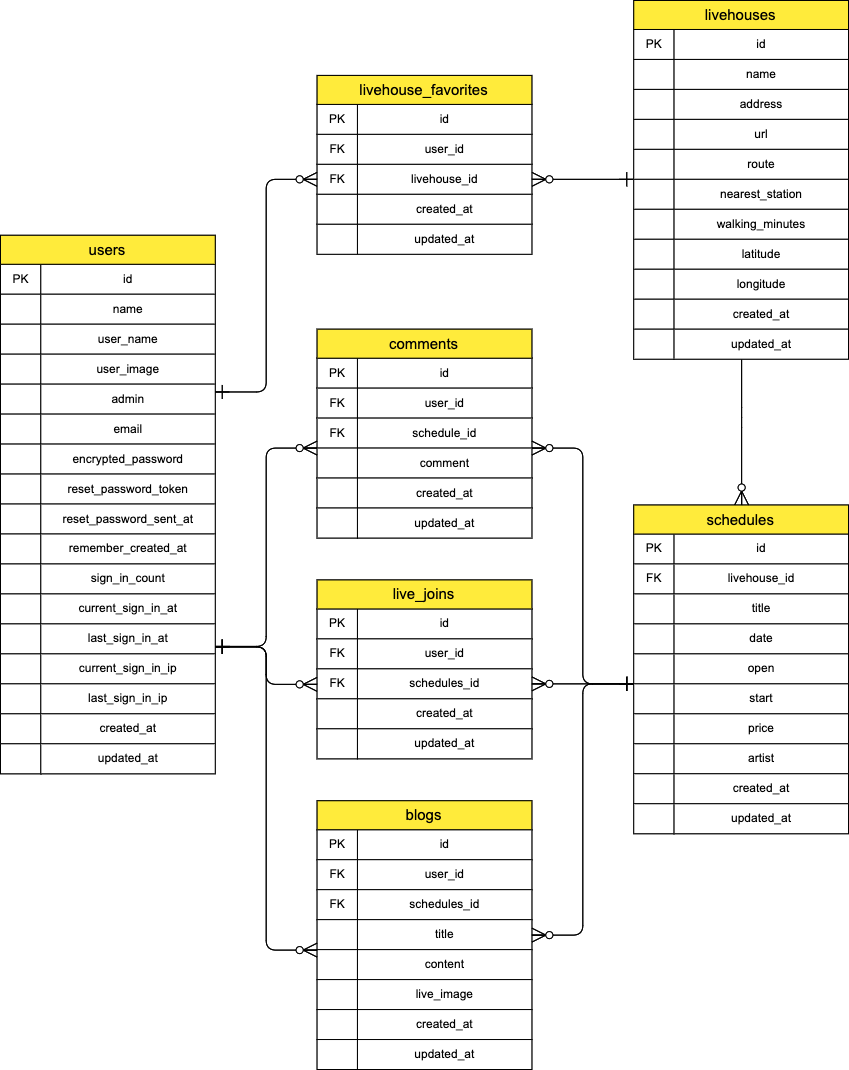 livehouses
PK id
name
address
url
route
nearest_station
walking_minutes
latitude
longitude
created_at
updated_at
livehouse_favorites
PK id
FK user_id
FK livehouse_id
created_at
updated_at
users
PK id
name
user_name
user_image
admin
email
encrypted_password
reset_password_token
reset_password_sent_at
remember_created_at
sign_in_count
current_sign_in_at
last_sign_in_at
current_sign_in_ip
last_sign_in_ip
created_at
updated_at
comments
PK id
FK user_id
FK schedule_id
comment
created_at
updated_at
schedules
PK id
FK livehouse_id
title
date
open
start
price
artist
created_at
updated_at
live_joins
PK id
FK user_id
FK schedules_id
created_at
updated_at
blogs
PK id
FK user_id
FK schedules_id
title
content
live_image
created_at
updated_at